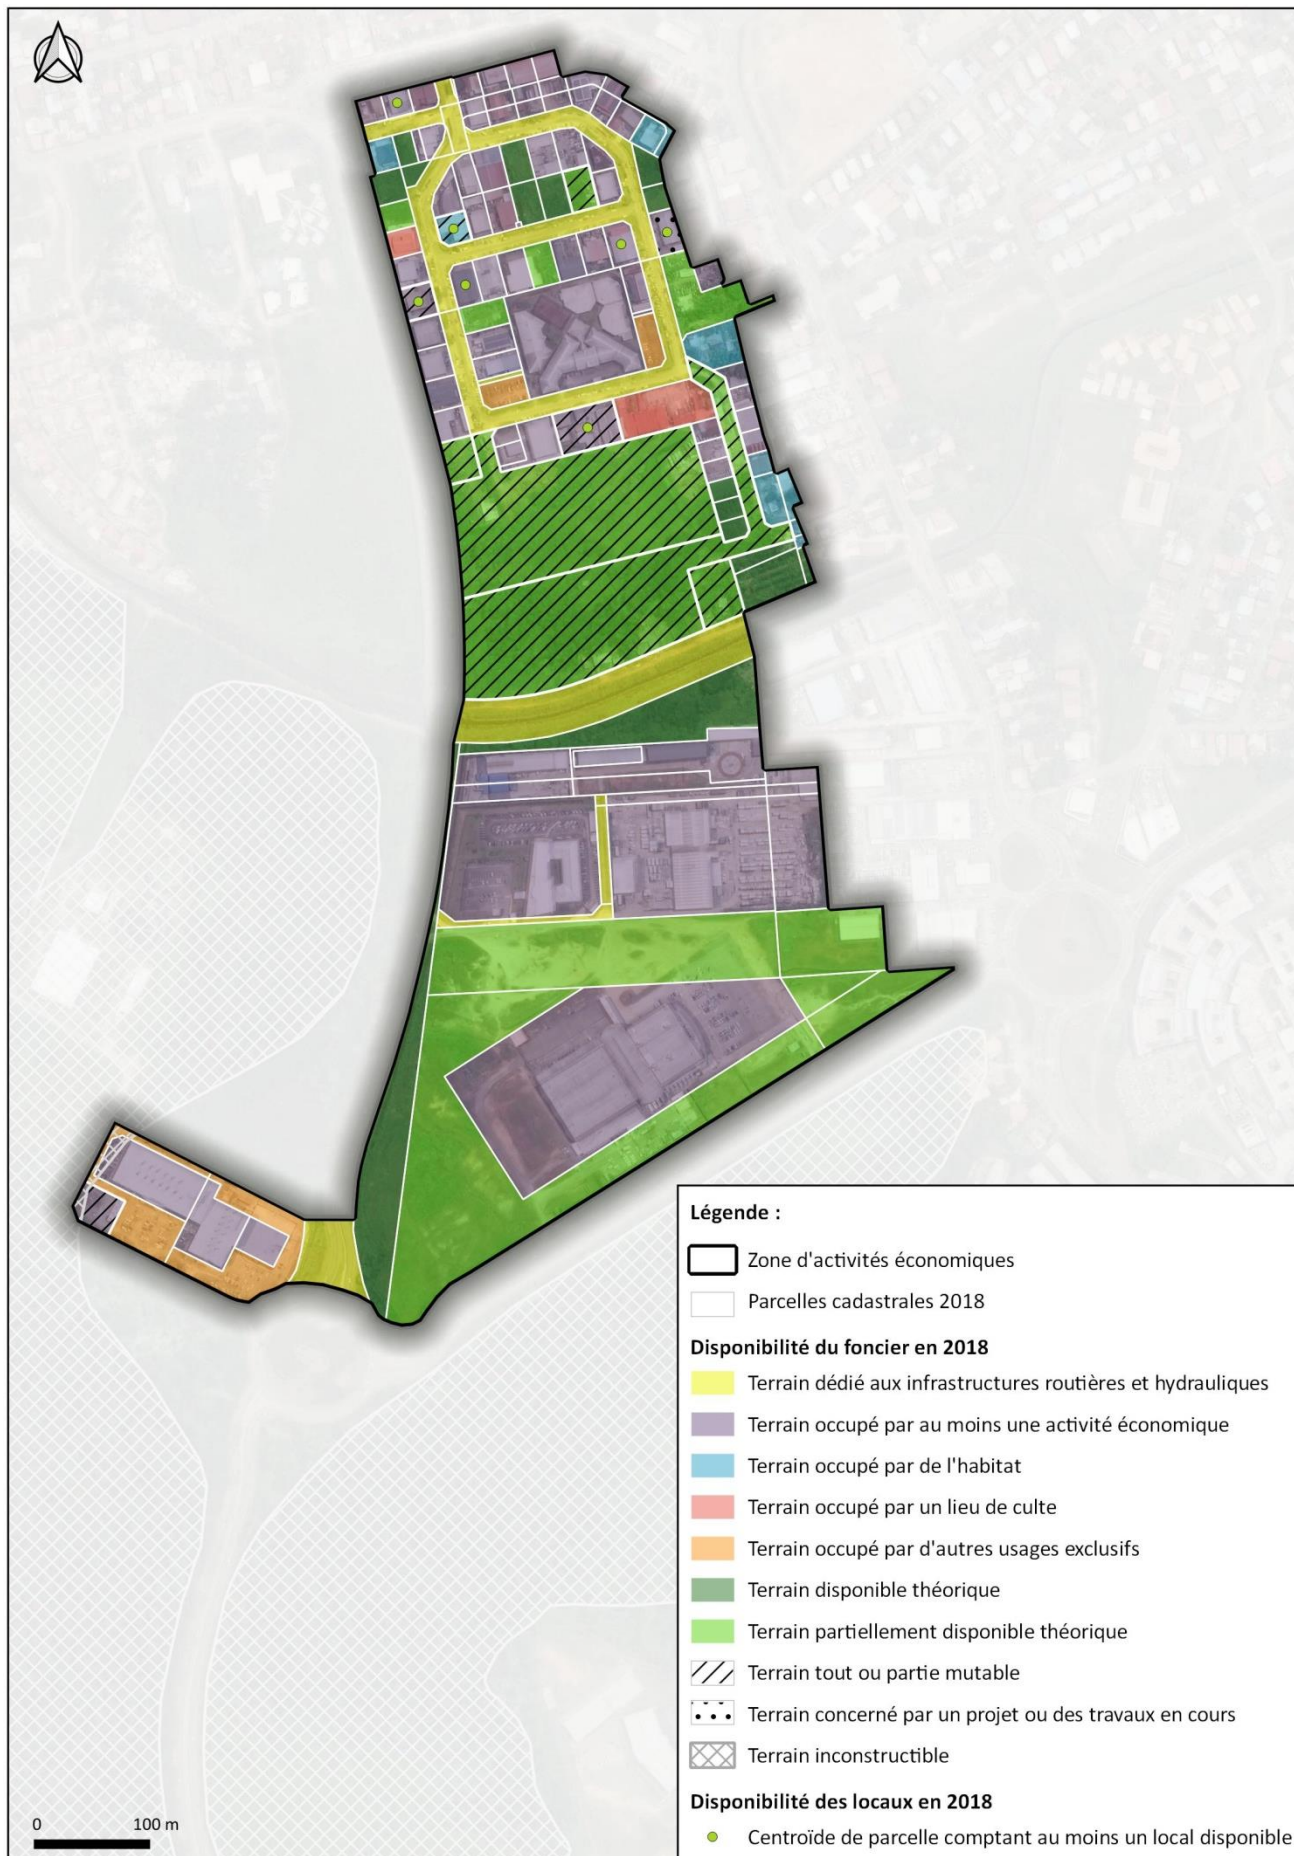 Légende :
Zone d'activités économiques
Parcelles cadastrales 2018
Disponibilité du foncier en 2018
Terrain dédié aux infrastructures routières et hydrauliques
Terrain occupé par au moins une activité économique
Terrain occupé par de l'habitat
Terrain occupé par un lieu de culte
Terrain occupé par d'autres usages exclusifs
Terrain disponible théorique
Terrain partiellement disponible théorique
Terrain tout ou partie mutable
Terrain concerné par un projet ou des travaux en cours
Terrain inconstructible
Disponibilité des locaux en 2018
Centroïde de parcelle comptant au moins un local disponible
0 100 m